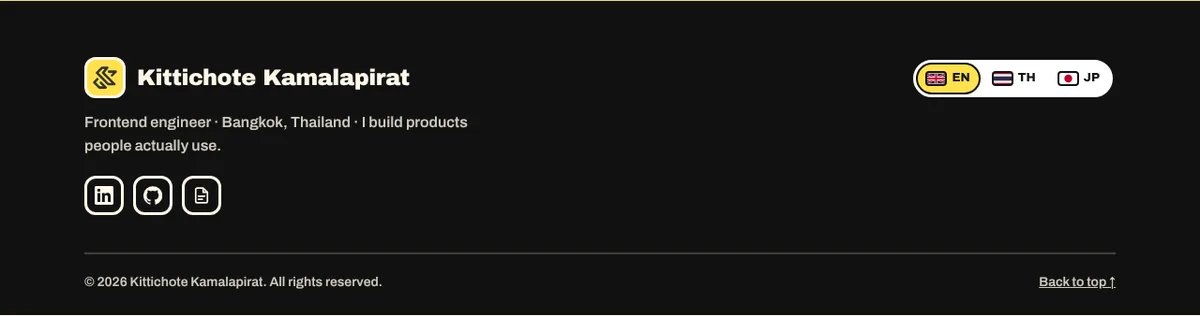 Kittichote Kamalapirat
EN TH JP
Frontend engineer · Bangkok, Thailand · I build products
people actually use.
in
© 2026 Kittichote Kamalapirat. All rights reserved.
Back to top ↑